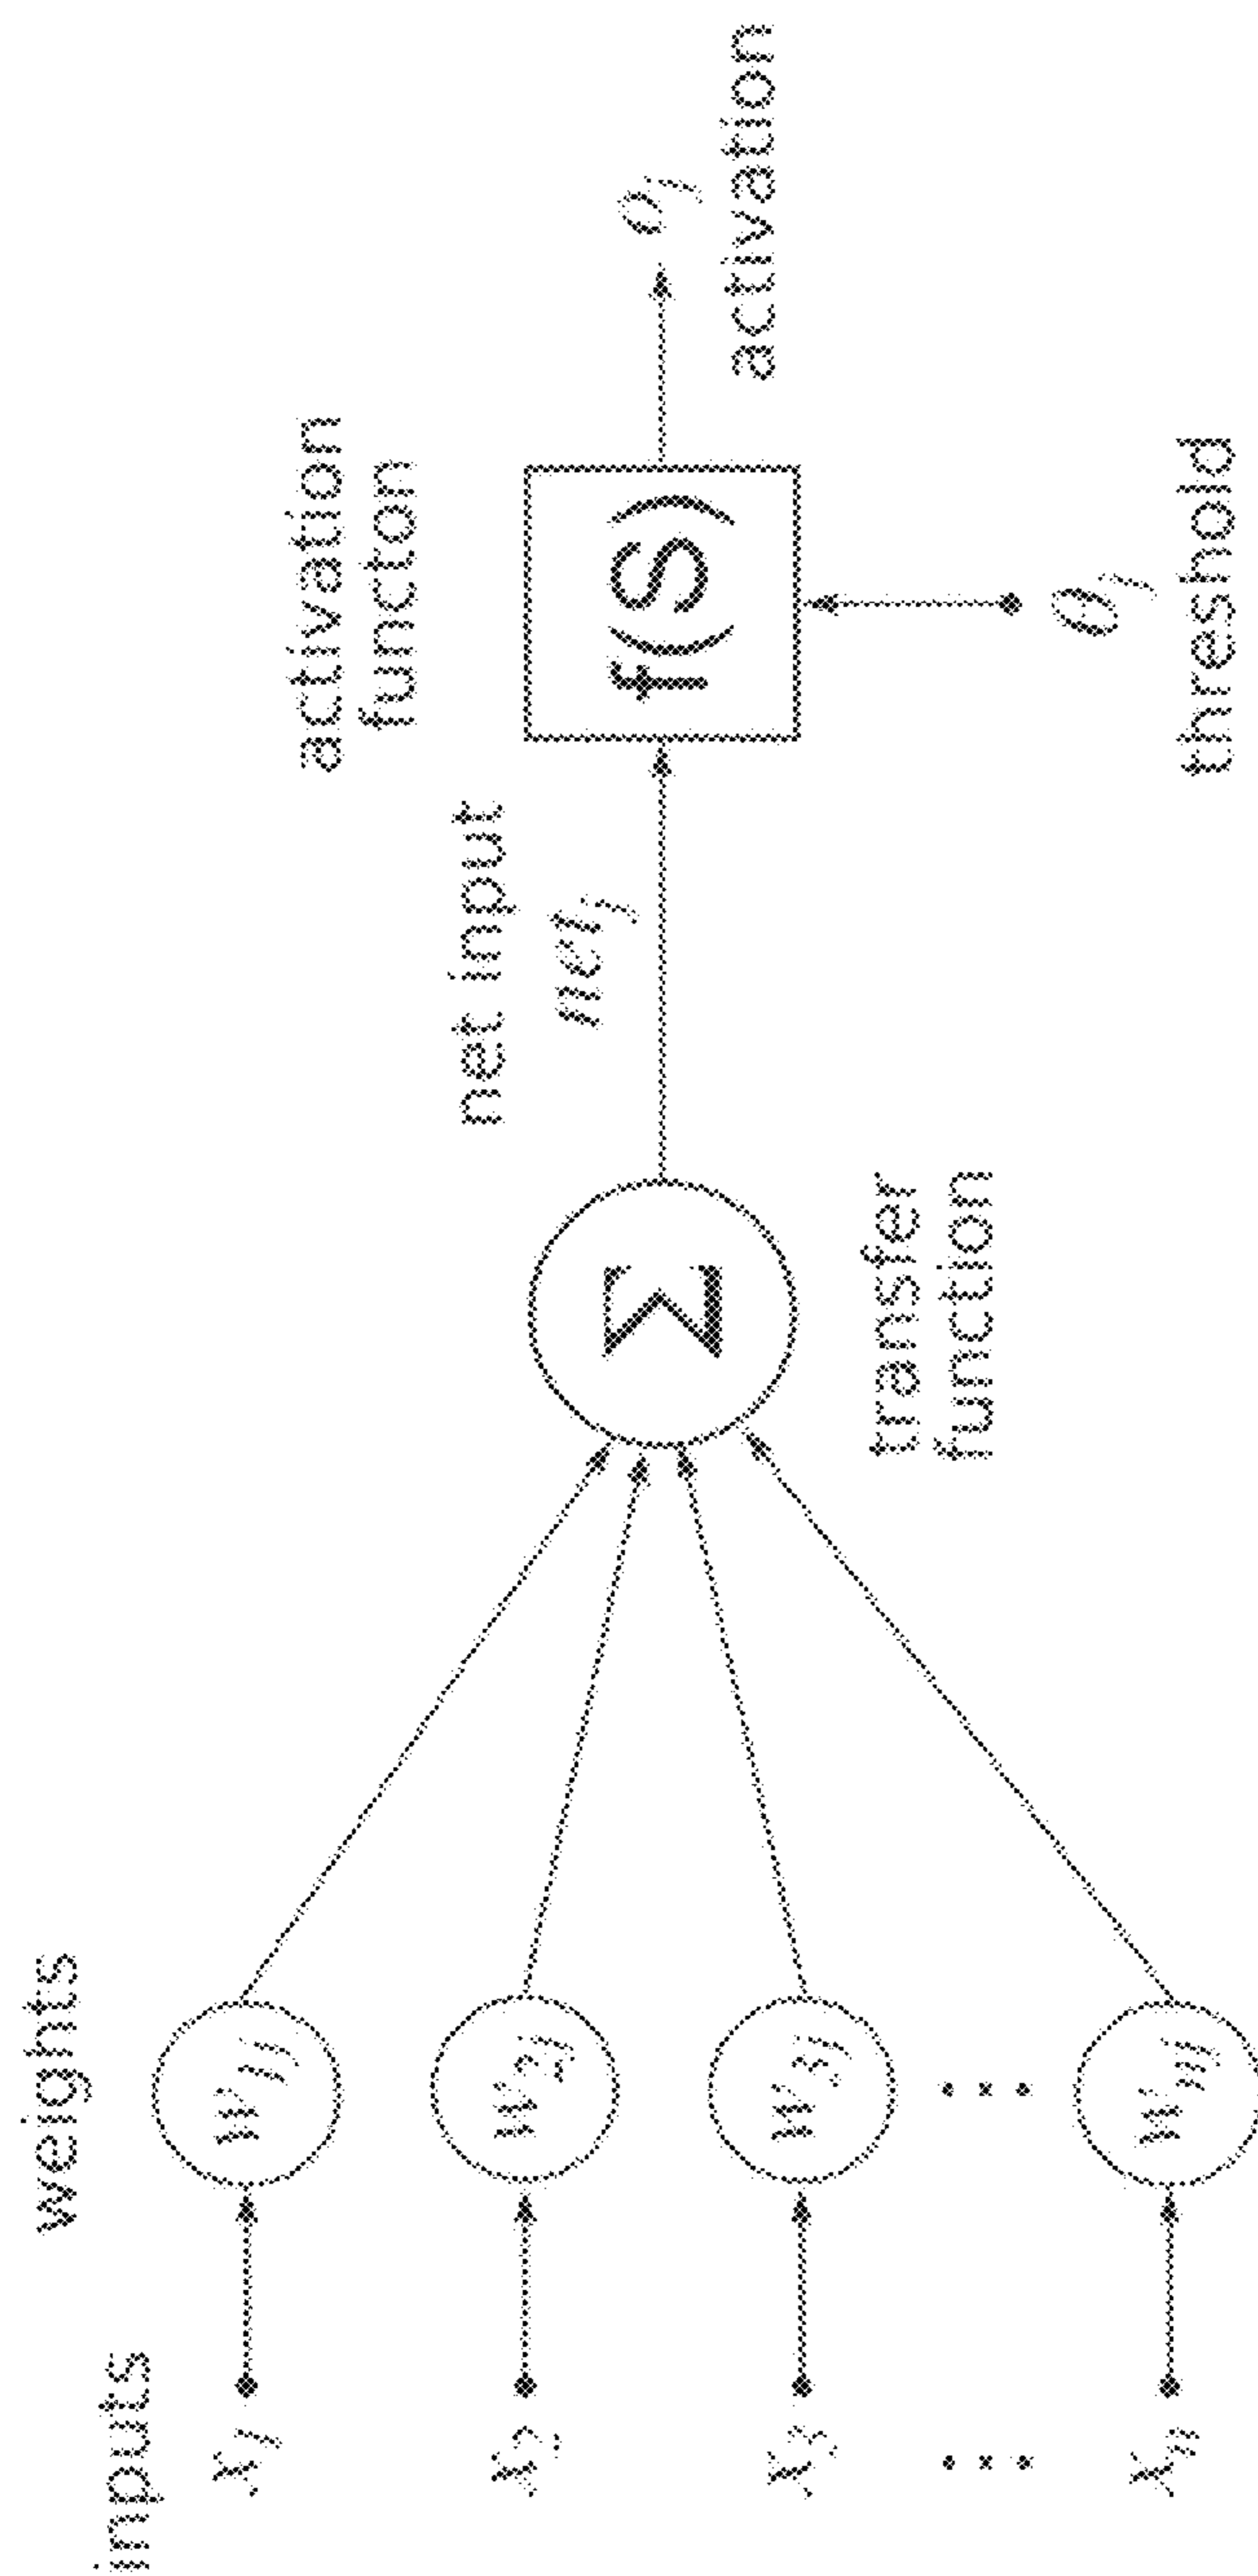 weights
inputs
x1
w1j
x2
w2j
x3
w3j
⋮
⋮
xn
wnj
Σ
transfer
function
net input
netj
activation
functon
f(S)
θj
threshold
oj
activation